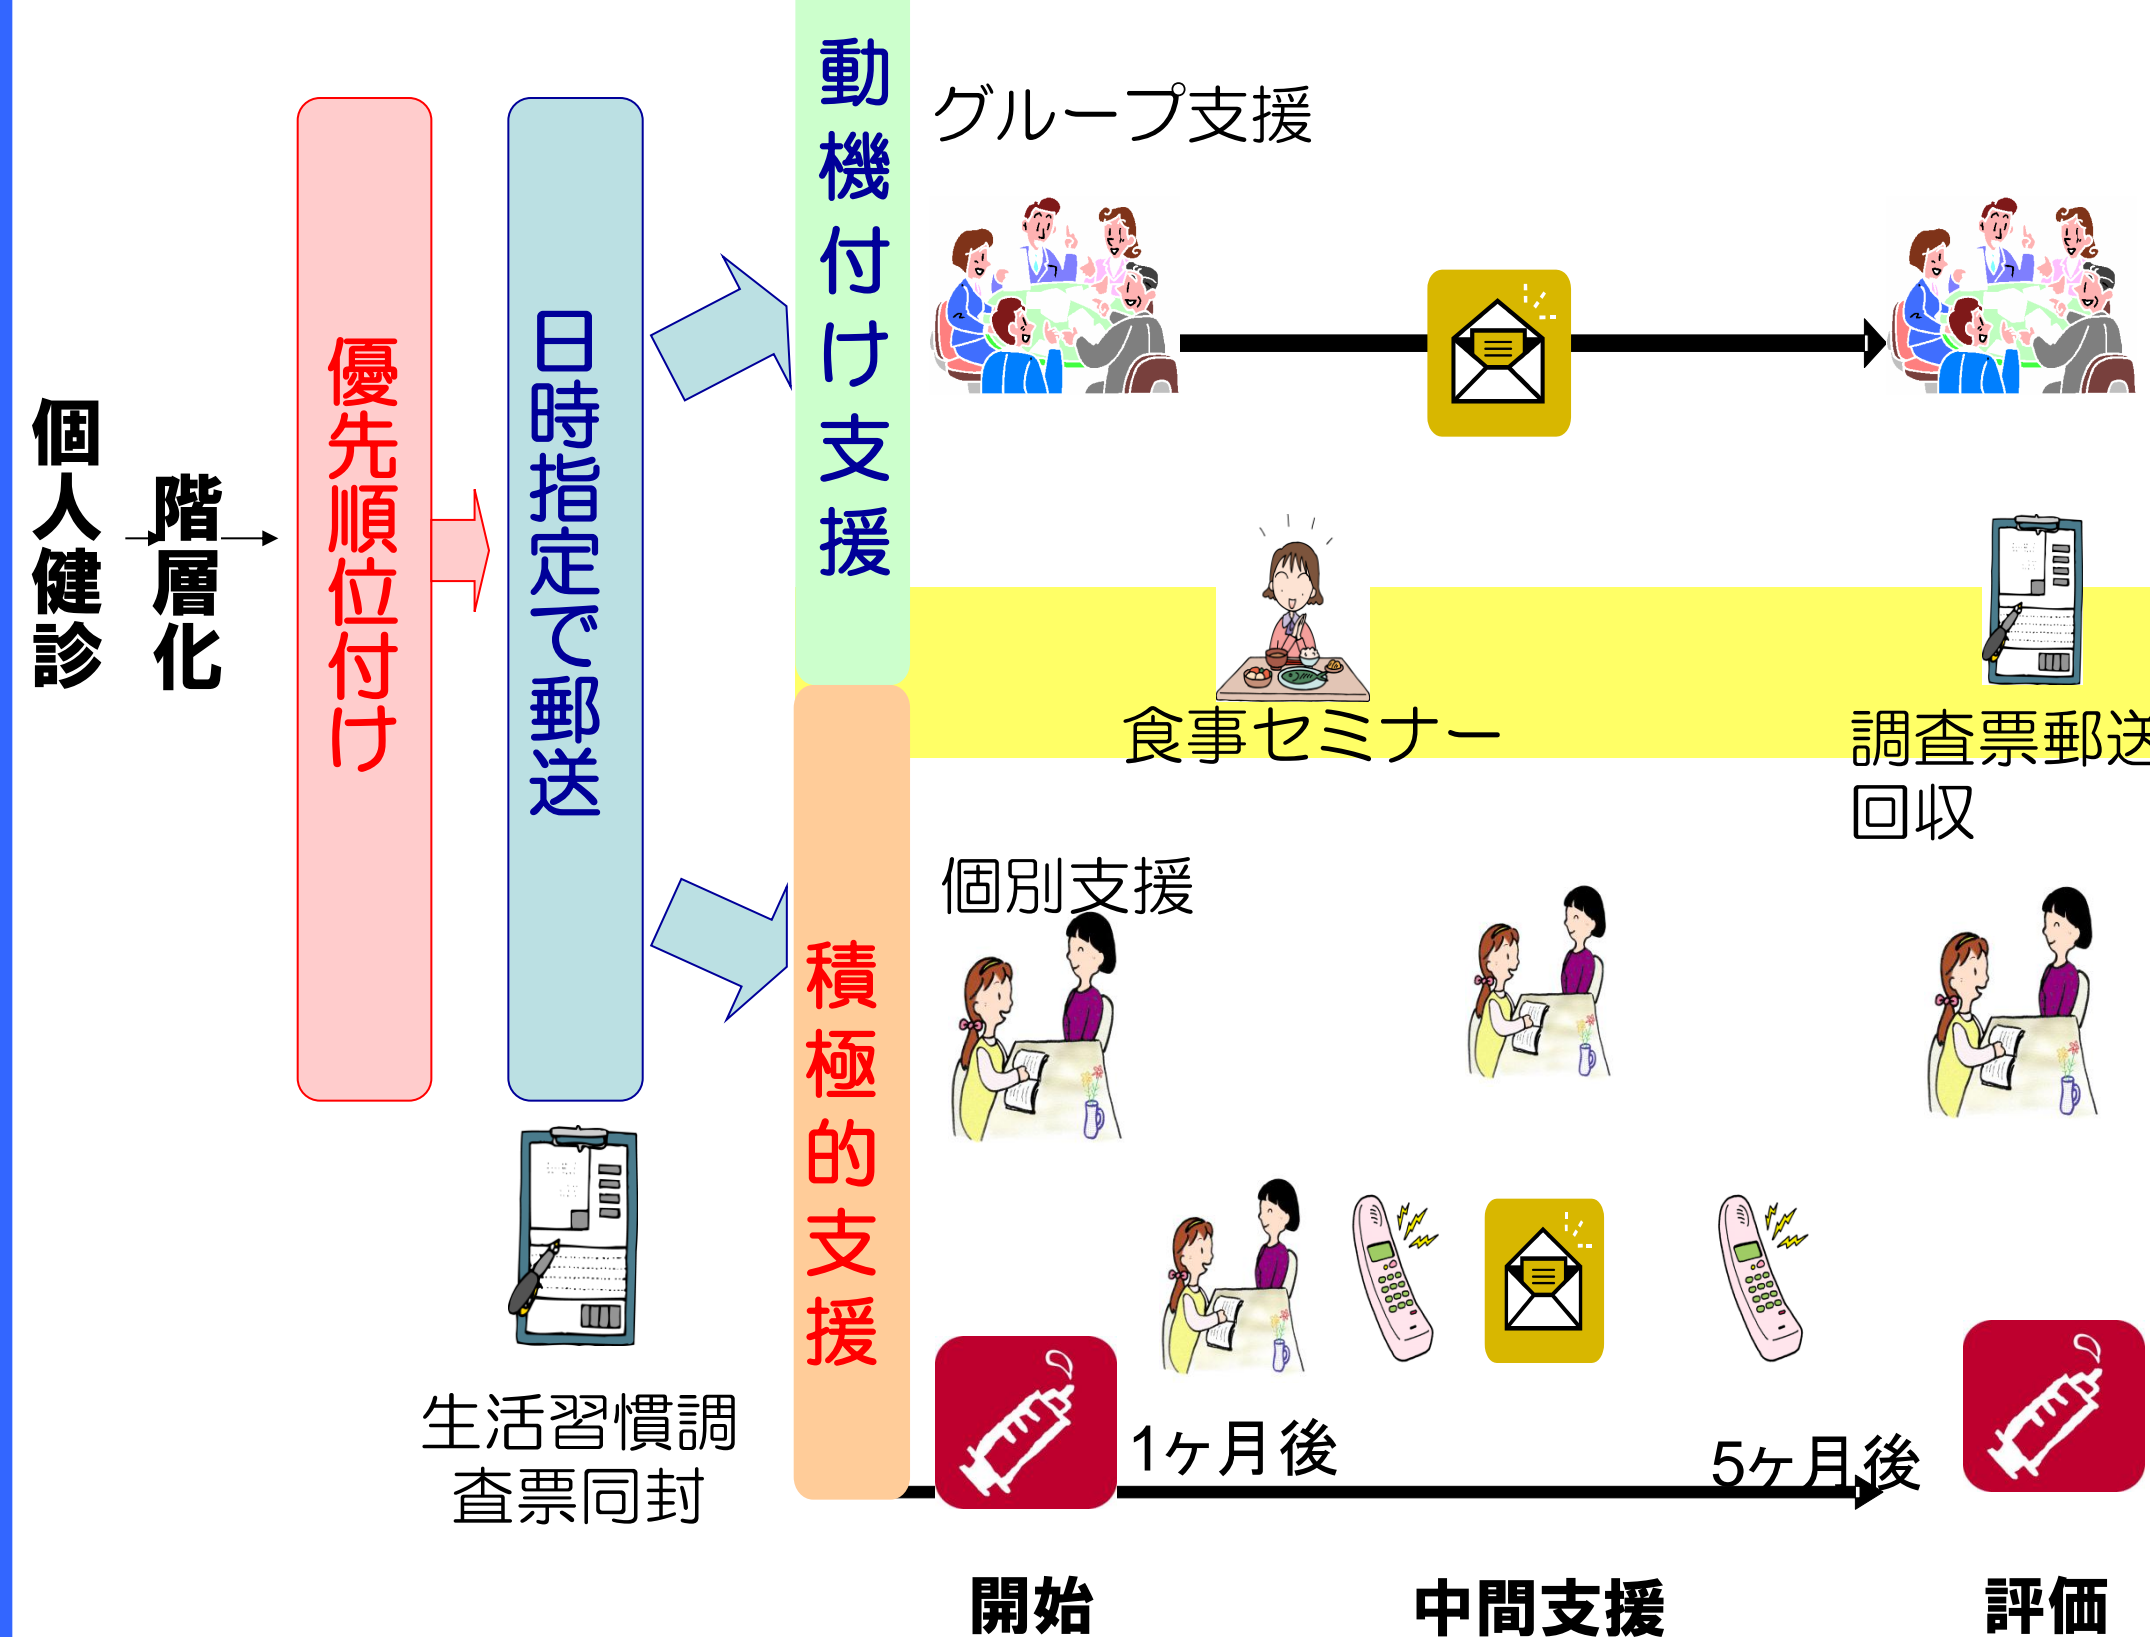 個人健診
階層化
優先順位付け
日時指定で郵送
生活習慣調
査票同封
動機付け支援
グループ支援
食事セミナー
調査票郵送
回収
積極的支援
個別支援
1ヶ月後
5ヶ月後
開始
中間支援
評価